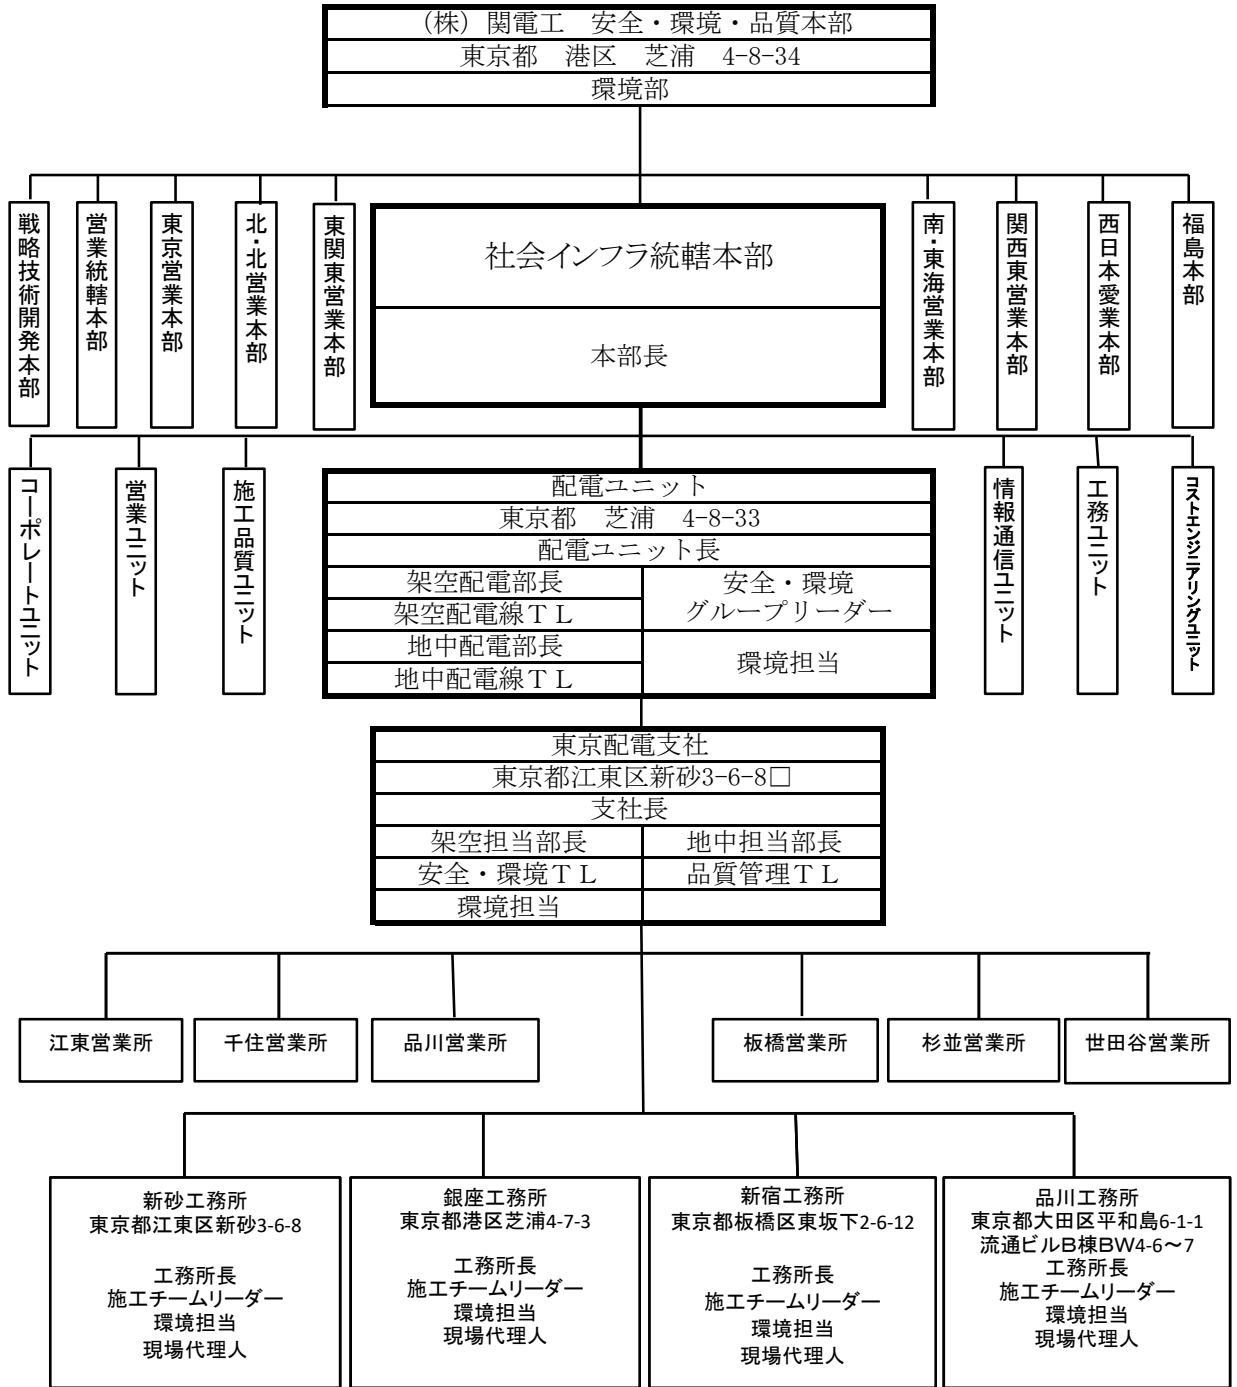 （株）関電工　安全・環境・品質本部
東京都　港区　芝浦　4-8-34
環境部
戦略技術開発本部
営業統轄本部
東京営業本部
北・北営業本部
東関東営業本部
社会インフラ統轄本部
本部長
南・東海営業本部
関西東営業本部
西日本愛業本部
福島本部
コーポレートユニット
営業ユニット
施工品質ユニット
配電ユニット
東京都　芝浦　4-8-33
配電ユニット長
架空配電部長
架空配電線ＴＬ
地中配電部長
地中配電線ＴＬ
安全・環境
グループリーダー
環境担当
情報通信ユニット
工務ユニット
コストエンジニアリングユニット
東京配電支社
東京都江東区新砂3-6-8□
支社長
架空担当部長
地中担当部長
安全・環境ＴＬ
品質管理ＴＬ
環境担当
江東営業所
千住営業所
品川営業所
板橋営業所
杉並営業所
世田谷営業所
新砂工務所
東京都江東区新砂3-6-8
工務所長
施工チームリーダー
環境担当
現場代理人
銀座工務所
東京都港区芝浦4-7-3
工務所長
施工チームリーダー
環境担当
現場代理人
新宿工務所
東京都板橋区東坂下2-6-12
工務所長
施工チームリーダー
環境担当
現場代理人
品川工務所
東京都大田区平和島6-1-1
流通ビルＢ棟ＢＷ4-6～7
工務所長
施工チームリーダー
環境担当
現場代理人